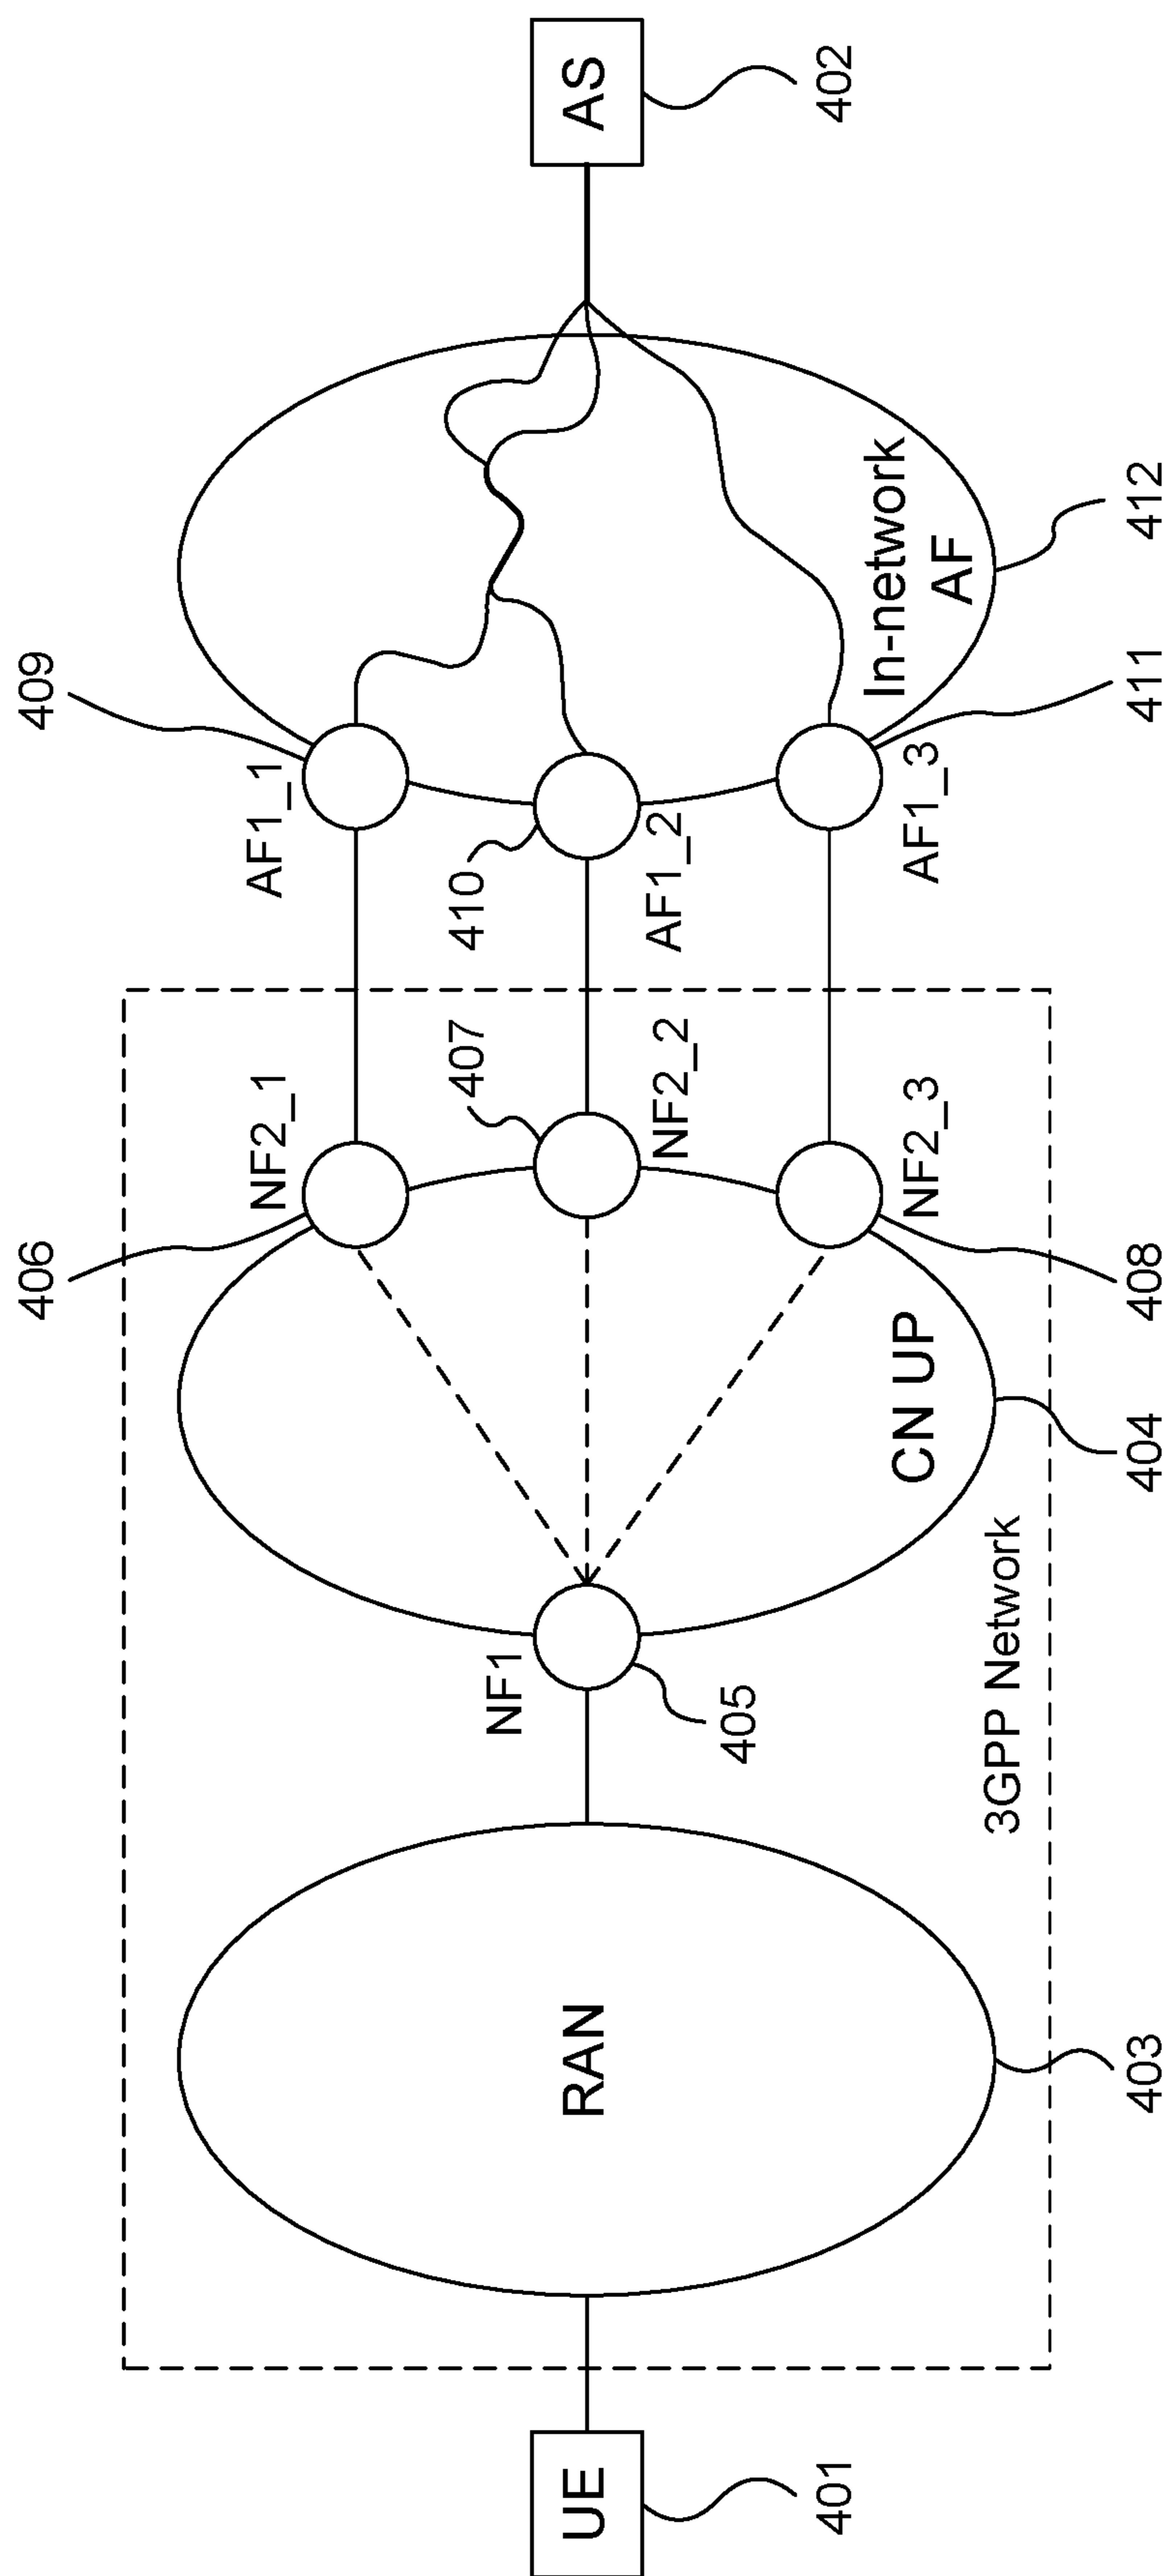 406
409
NF2_1
AF1_1
407
410
NF1
UE
RAN
AS
NF2_2
AF1_2
405
401
402
In-network
AF
CN UP
NF2_3
AF1_3
3GPP Network
403
404
408
411
412